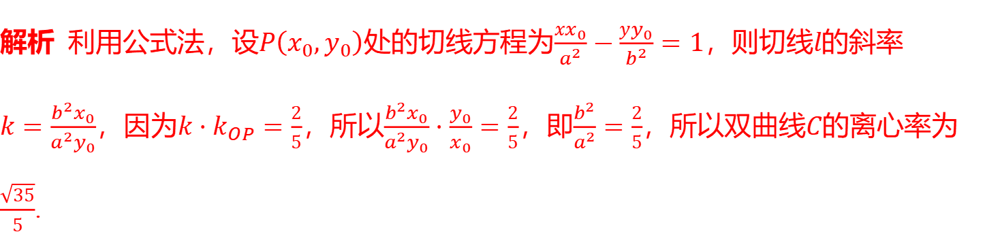 解析 利用公式法，设$P(x_0, y_0)$处的切线方程为$\frac{xx_0}{a^2} - \frac{yy_0}{b^2} = 1$，则切线$l$的斜率
$k = \frac{b^2x_0}{a^2y_0}$，因为$k \cdot k_{OP} = \frac{2}{5}$，所以$\frac{b^2x_0}{a^2y_0} \cdot \frac{y_0}{x_0} = \frac{2}{5}$，即$\frac{b^2}{a^2} = \frac{2}{5}$，所以双曲线$C$的离心率为
$\frac{\sqrt{35}}{5}$.